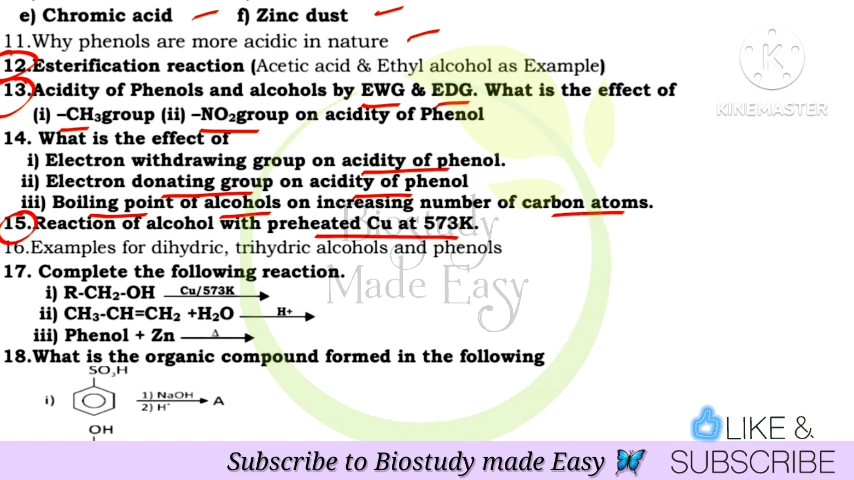 e) Chromic acid f) Zinc dust
11.Why phenols are more acidic in nature
12.Esterification reaction (Acetic acid & Ethyl alcohol as Example)
13.Acidity of Phenols and alcohols by EWG & EDG. What is the effect of
(i) –CH₃group (ii) –NO₂group on acidity of Phenol
14. What is the effect of
i) Electron withdrawing group on acidity of phenol.
ii) Electron donating group on acidity of phenol
iii) Boiling point of alcohols on increasing number of carbon atoms.
15.Reaction of alcohol with preheated Cu at 573K.
16.Examples for dihydric, trihydric alcohols and phenols
17. Complete the following reaction.
i) R-CH₂-OH Cu/573K
ii) CH₃-CH=CH₂ +H₂O H+
iii) Phenol + Zn Δ
18.What is the organic compound formed in the following
SO₃H
i) 1) NaOH A
2) H⁺
OH
K
KINEMASTER
Biostudy
Made Easy
LIKE &
SUBSCRIBE
Subscribe to Biostudy made Easy 🦋